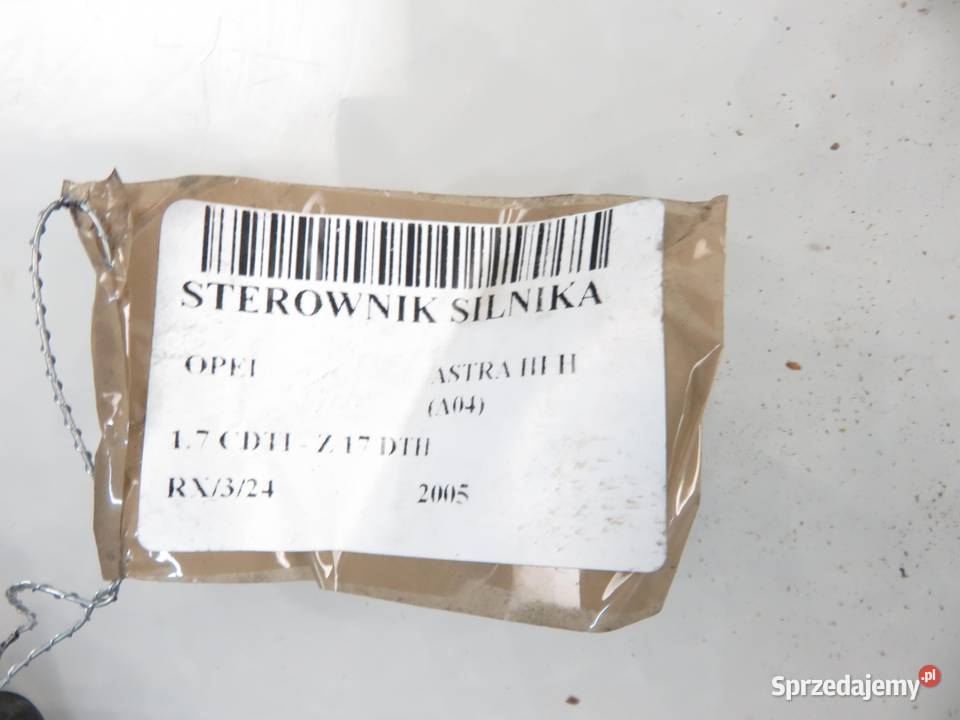 STEROWNIK SILNIKA
OPEL ASTRA III H
(A04)
1.7 CDTI - Z 17 DTH
RX/3/24 2005
Sprzedajemy.pl